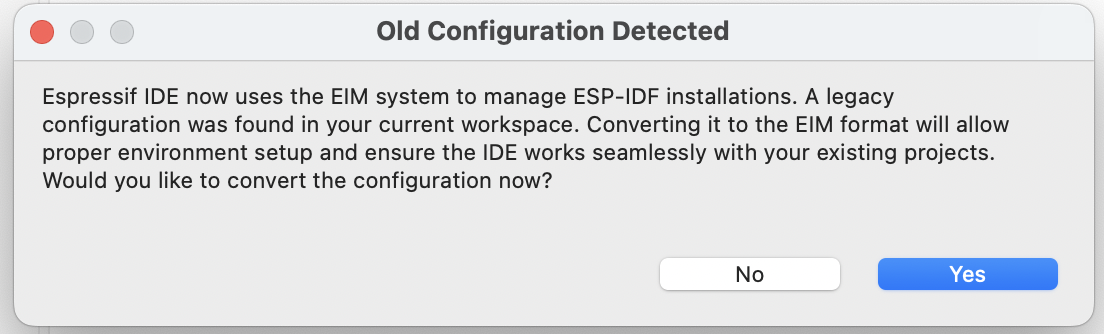 Old Configuration Detected
Espressif IDE now uses the EIM system to manage ESP-IDF installations. A legacy
configuration was found in your current workspace. Converting it to the EIM format will allow
proper environment setup and ensure the IDE works seamlessly with your existing projects.
Would you like to convert the configuration now?
No
Yes